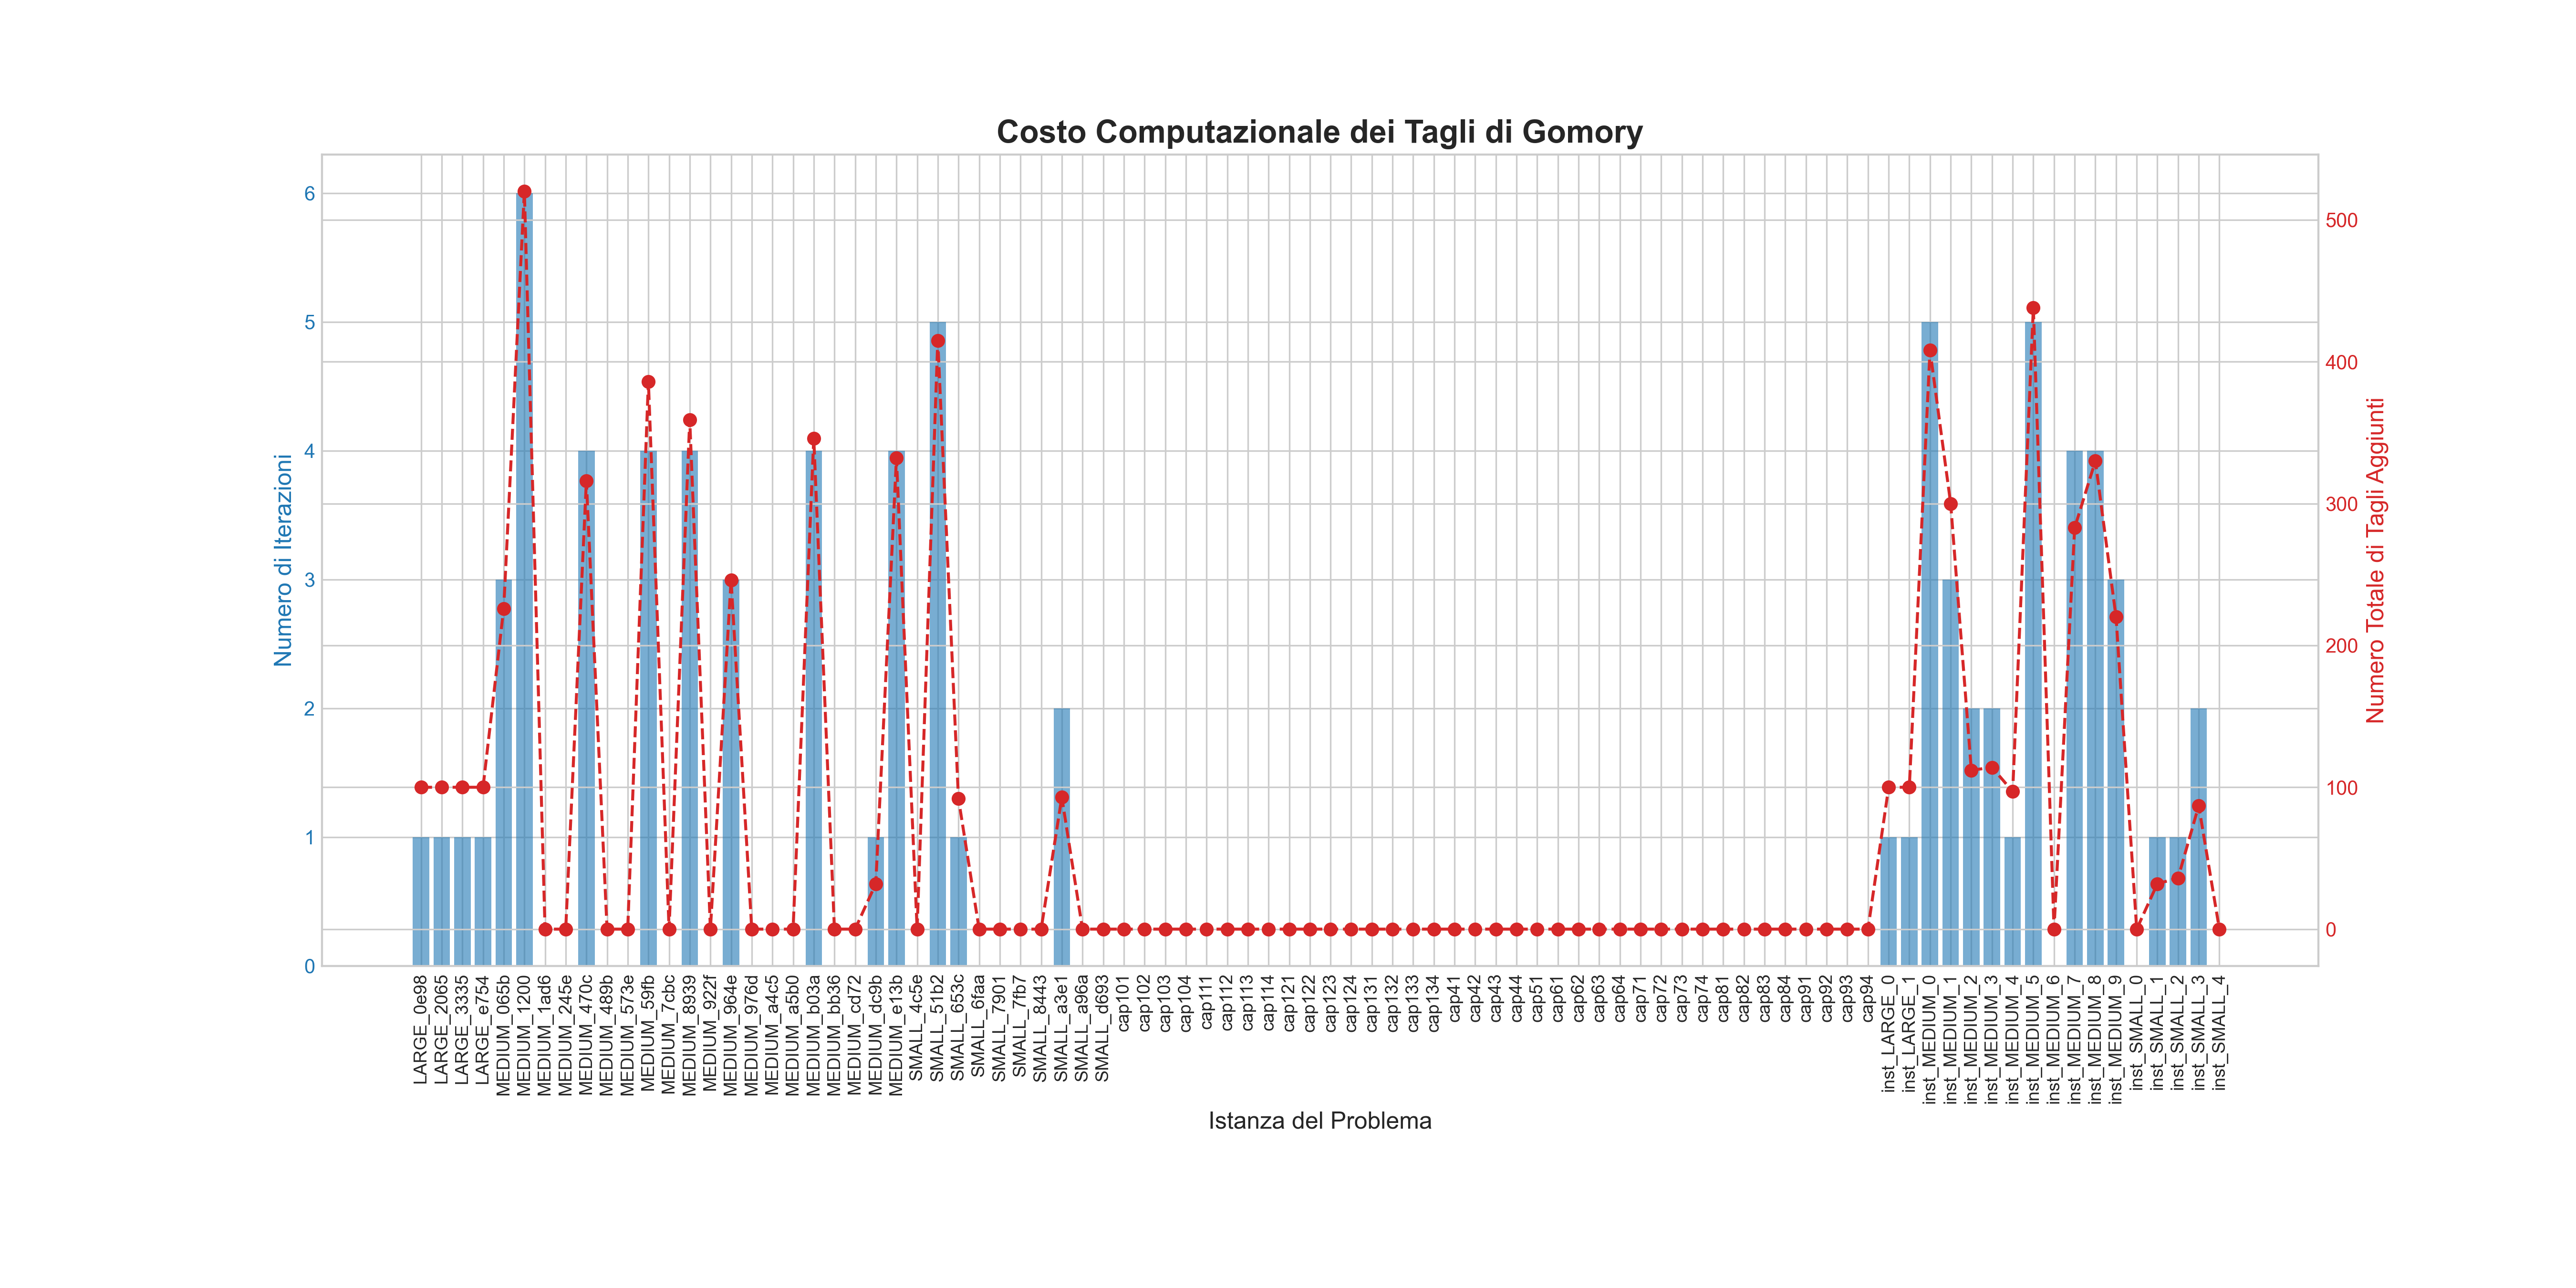 Costo Computazionale dei Tagli di Gomory
6
5
4
3
2
1
0
Numero di Iterazioni
500
400
300
200
100
0
Numero Totale di Tagli Aggiunti
LARGE_0e98
LARGE_2065
LARGE_3335
LARGE_e754
MEDIUM_065b
MEDIUM_1200
MEDIUM_1ad6
MEDIUM_245e
MEDIUM_470c
MEDIUM_489b
MEDIUM_573e
MEDIUM_59fb
MEDIUM_7cbc
MEDIUM_8939
MEDIUM_922f
MEDIUM_964e
MEDIUM_976d
MEDIUM_a4c5
MEDIUM_a5b0
MEDIUM_b03a
MEDIUM_bb36
MEDIUM_cd72
MEDIUM_dc9b
MEDIUM_e13b
SMALL_4c5e
SMALL_51b2
SMALL_653c
SMALL_6faa
SMALL_7901
SMALL_7fb7
SMALL_8443
SMALL_a3e1
SMALL_a96a
SMALL_d693
cap101
cap102
cap103
cap104
cap111
cap112
cap113
cap114
cap121
cap122
cap123
cap124
cap131
cap132
cap133
cap134
cap41
cap42
cap43
cap44
cap51
cap61
cap62
cap63
cap64
cap71
cap72
cap73
cap74
cap81
cap82
cap83
cap84
cap91
cap92
cap93
cap94
inst_LARGE_0
inst_LARGE_1
inst_MEDIUM_0
inst_MEDIUM_1
inst_MEDIUM_2
inst_MEDIUM_3
inst_MEDIUM_4
inst_MEDIUM_5
inst_MEDIUM_6
inst_MEDIUM_7
inst_MEDIUM_8
inst_MEDIUM_9
inst_SMALL_0
inst_SMALL_1
inst_SMALL_2
inst_SMALL_3
inst_SMALL_4
Istanza del Problema